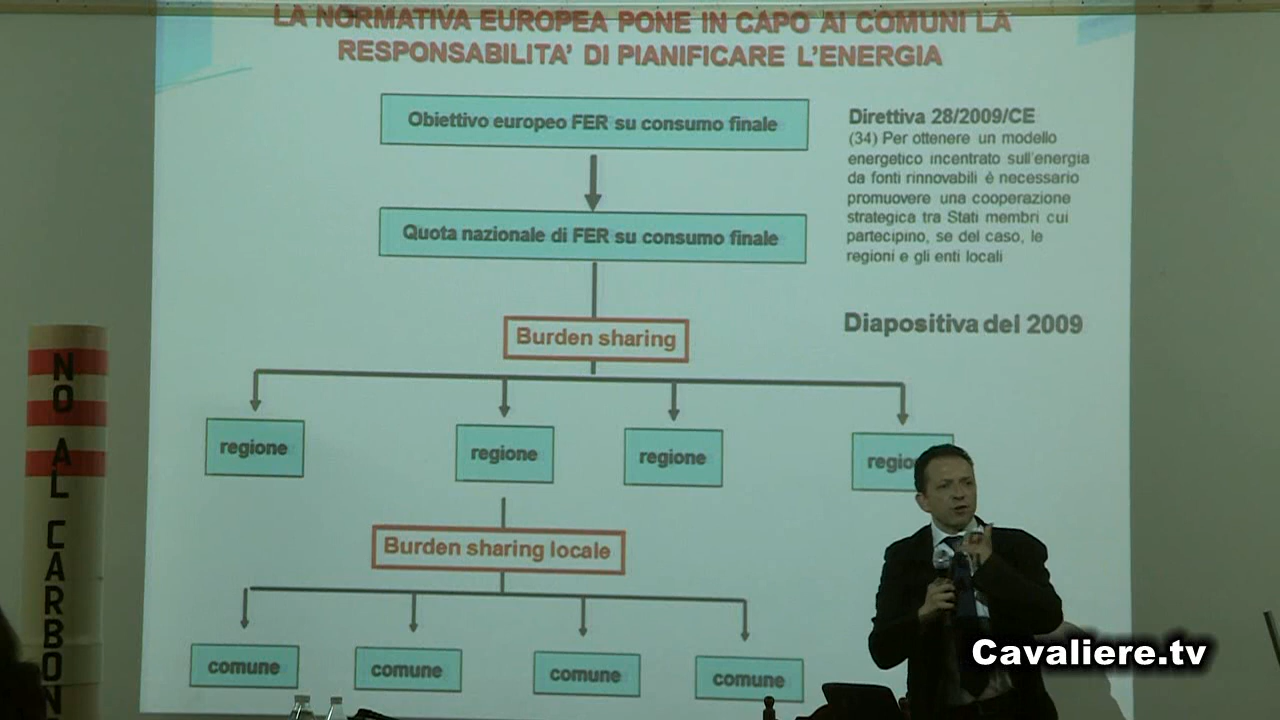 LA NORMATIVA EUROPEA PONE IN CAPO AI COMUNI LA
RESPONSABILITA' DI PIANIFICARE L'ENERGIA
Obiettivo europeo FER su consumo finale
Quota nazionale di FER su consumo finale
Direttiva 28/2009/CE
(34) Per ottenere un modello
energetico incentrato sull'energia
da fonti rinnovabili è necessario
promuovere una cooperazione
strategica tra Stati membri cui
partecipino, se del caso, le
regioni e gli enti locali
Diapositiva del 2009
Burden sharing
regione
regione
regione
regio
Burden sharing locale
comune
comune
comune
comune
NO AL CARBON
Cavaliere.tv